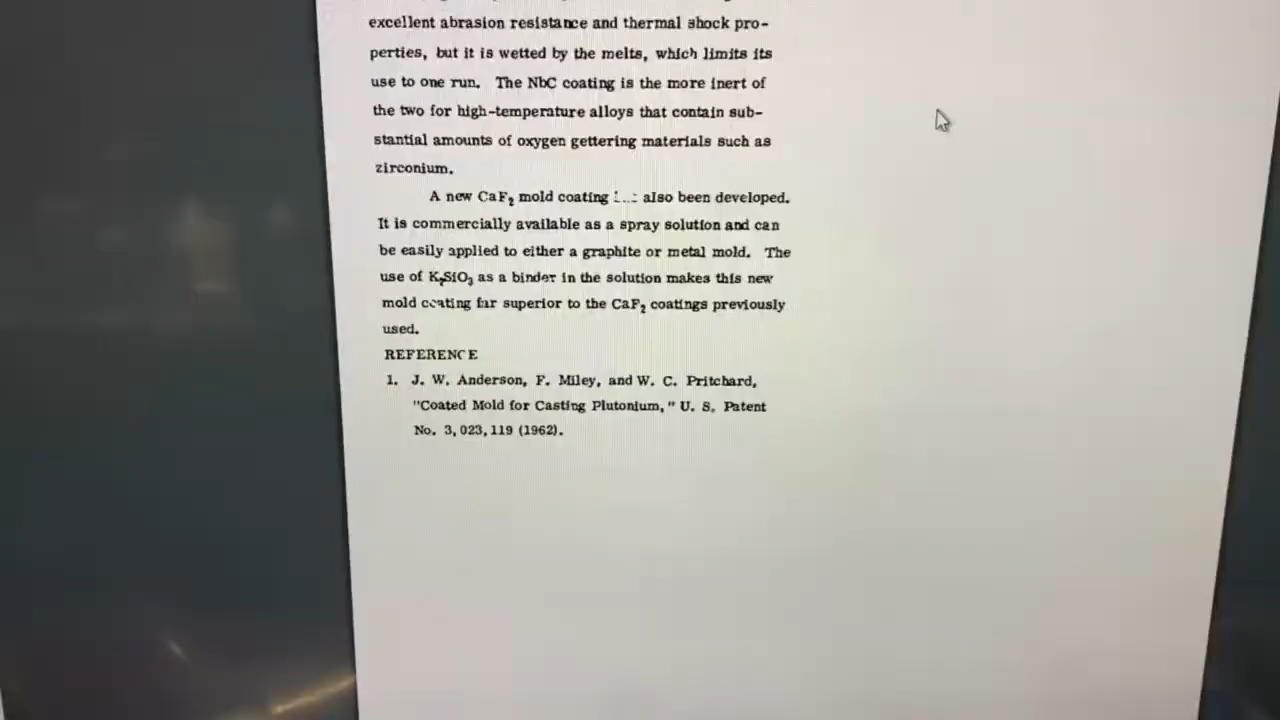 excellent abrasion resistance and thermal shock pro-
perties, but it is wetted by the melts, which limits its
use to one run. The NbC coating is the more inert of
the two for high-temperature alloys that contain sub-
stantial amounts of oxygen gettering materials such as
zirconium.
A new CaF₂ mold coating also been developed.
It is commercially available as a spray solution and can
be easily applied to either a graphite or metal mold. The
use of K₂SiO₃ as a binder in the solution makes this new
mold coating far superior to the CaF₂ coatings previously
used.
REFERENCE
1. J. W. Anderson, F. Miley, and W. C. Pritchard,
"Coated Mold for Casting Plutonium," U. S. Patent
No. 3,023,119 (1962).